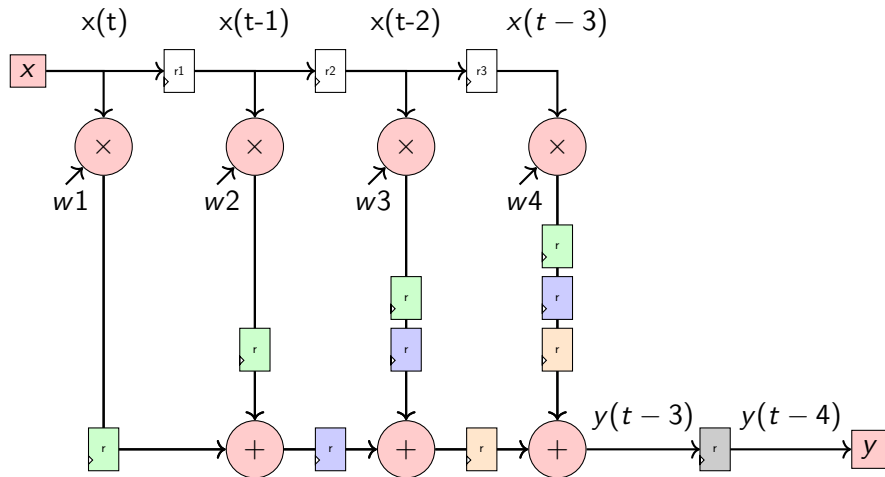 x(t) x(t-1) x(t-2) x(t − 3)
x r1 r2 r3
× × × ×
w1 w2 w3 w4
r
r r
r r r
r + r + r + y(t − 3) r y(t − 4) y